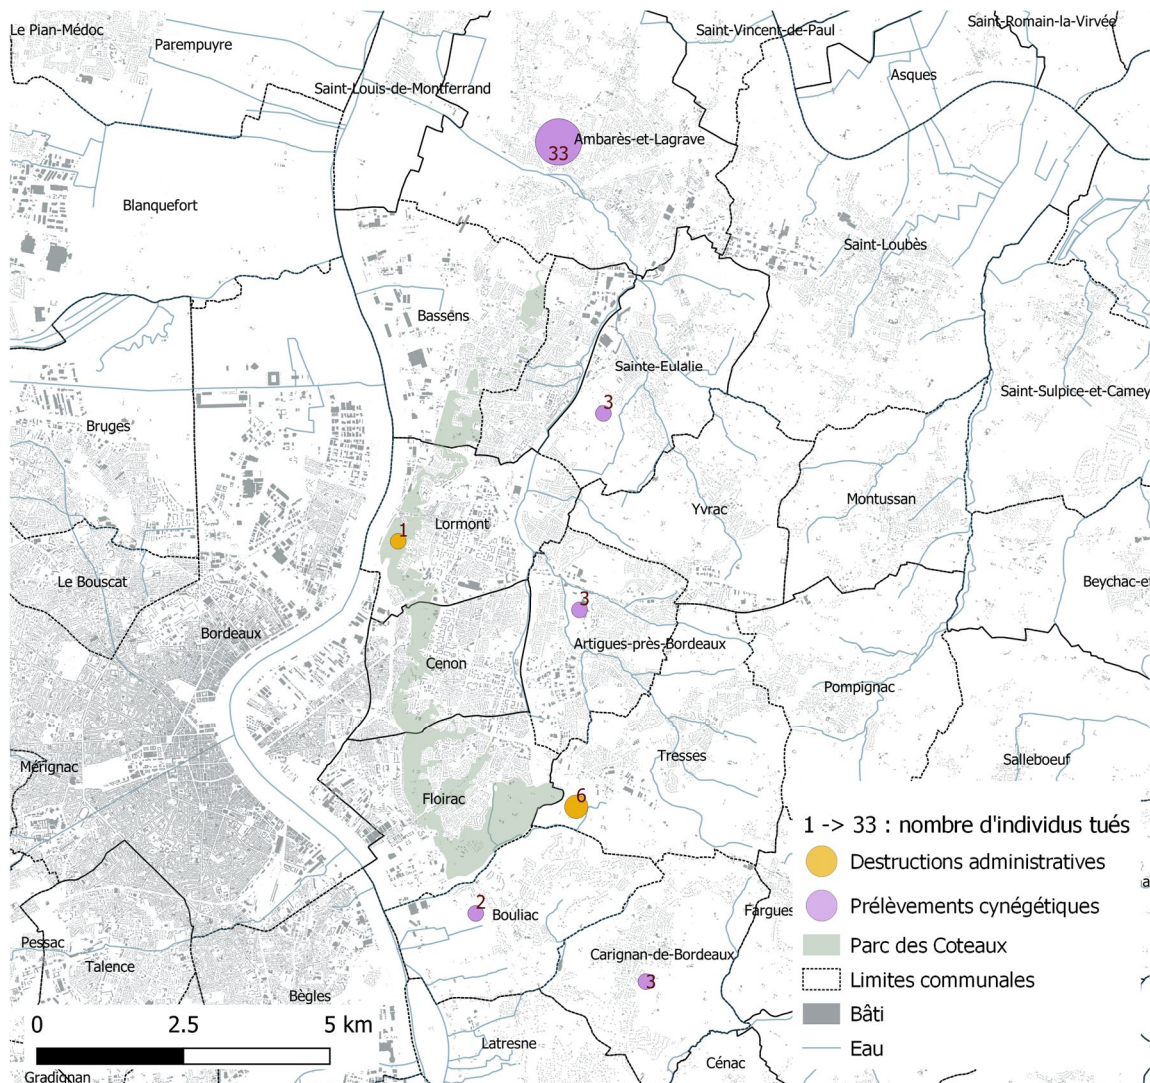 Le Pian-Médoc
Parempuyre
Saint-Vincent-de-Paul
Saint-Romain-la-Virvée
Asques
Saint-Louis-de-Montferrand
Ambarès-et-Lagrave
33
Blanquefort
Saint-Loubès
Bassens
Sainte-Eulalie
Saint-Sulpice-et-Camey
3
Bruges
Montussan
Yvrac
Lormont
1
Le Bouscat
Beychac-et
3
Bordeaux
Artigues-près-Bordeaux
Cenon
Pompignac
Tresses
Salleboeuf
Mérignac
Floirac
6
1 -> 33 : nombre d'individus tués
Destructions administratives
Prélèvements cynégétiques
Parc des Coteaux
Limites communales
Bâti
Eau
2
Bouliac
Fargues
Pessac
Talence
Carignan-de-Bordeaux
3
Bègles
0 2.5 5 km
Latresne
Cénac
Gradignan